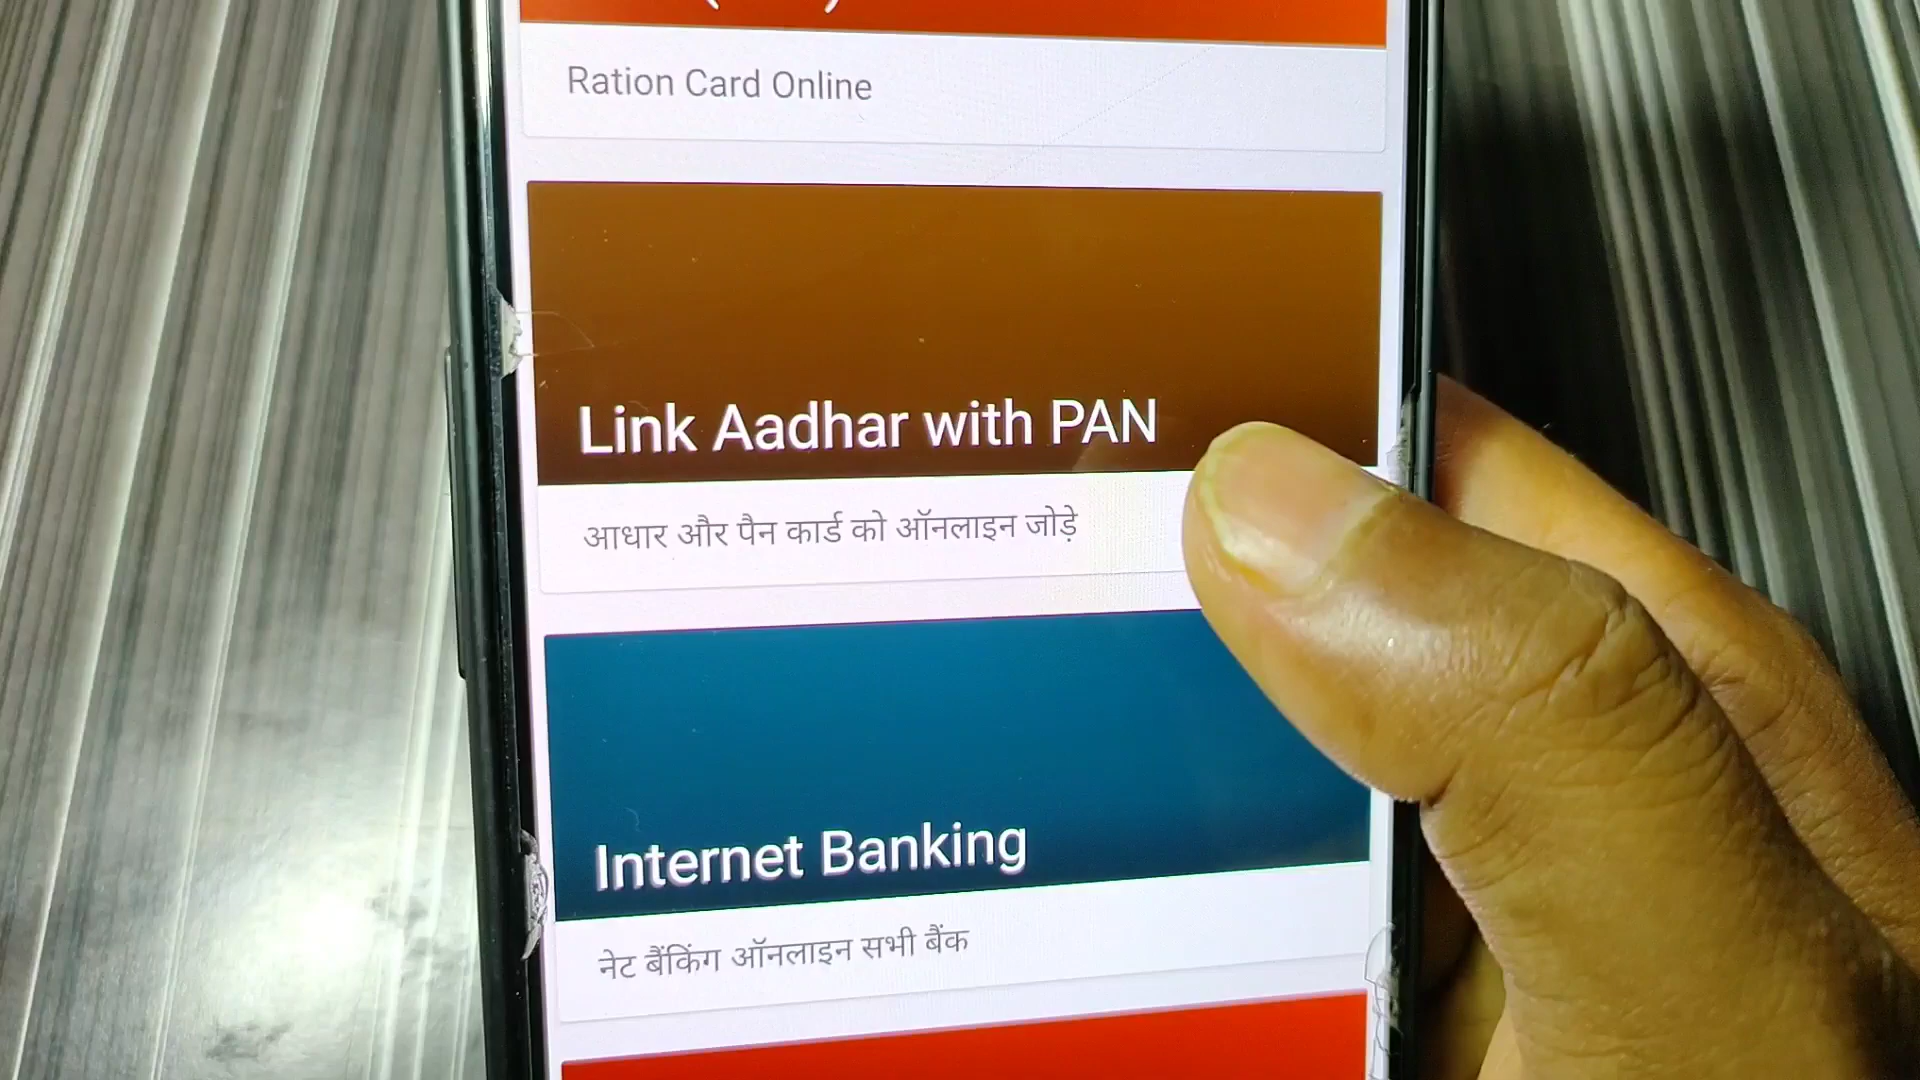 Ration Card Online
Link Aadhar with PAN
आधार और पैन कार्ड को ऑनलाइन जोड़े
Internet Banking
नेट बैंकिंग ऑनलाइन सभी बैंक